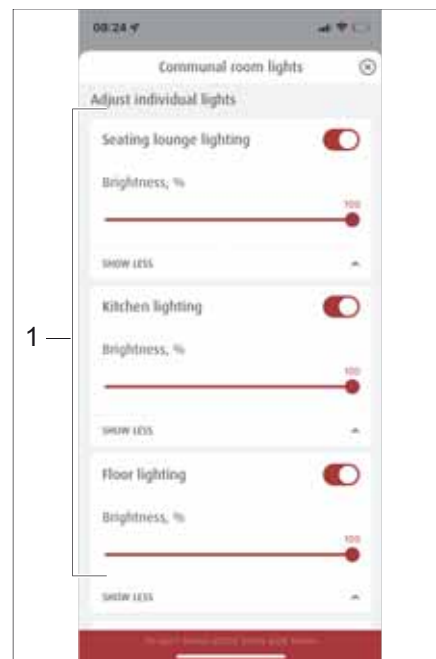 08:24
Communal room lights
Adjust individual lights
Seating lounge lighting
Brightness, %
100
SHOW LESS
Kitchen lighting
Brightness, %
100
SHOW LESS
1
Floor lighting
Brightness, %
100
SHOW LESS